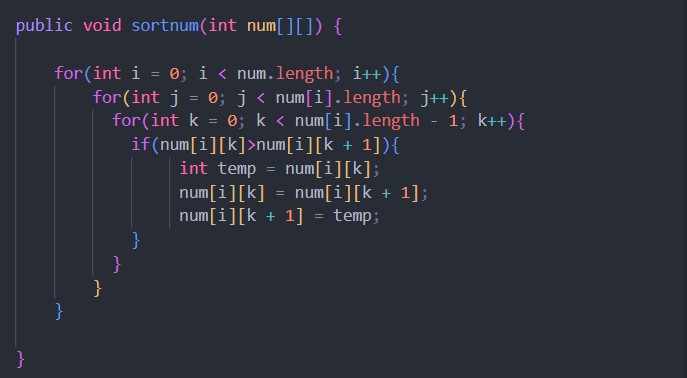 public void sortnum(int num[][]) {
for(int i = 0; i < num.length; i++){
for(int j = 0; j < num[i].length; j++){
for(int k = 0; k < num[i].length - 1; k++){
if(num[i][k]>num[i][k + 1]){
int temp = num[i][k];
num[i][k] = num[i][k + 1];
num[i][k + 1] = temp;
}
}
}
}
}